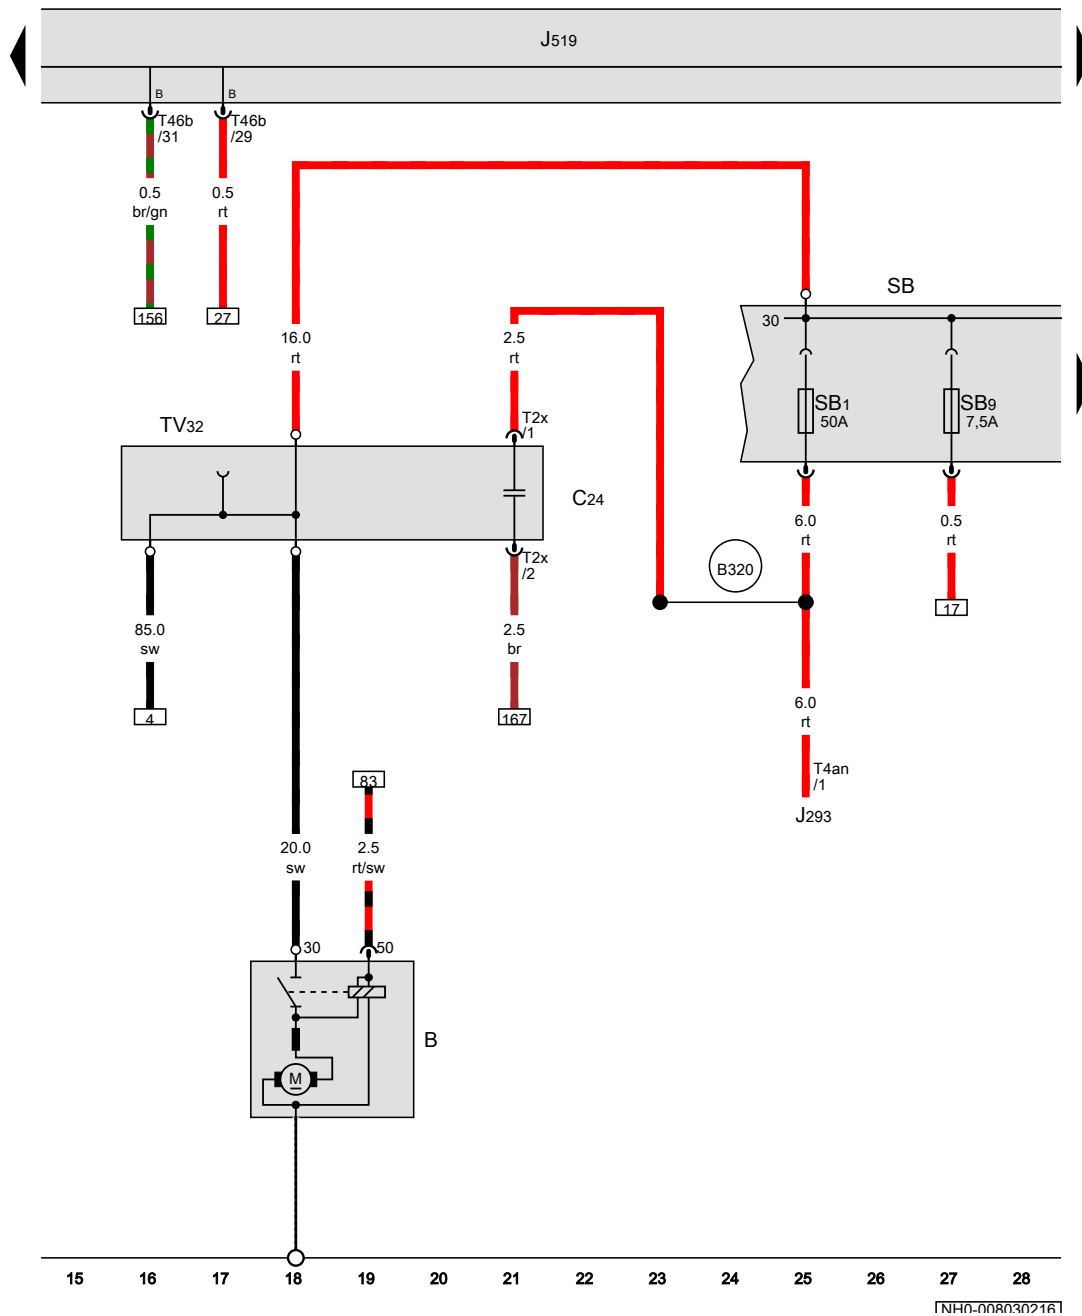 J519
B
B
T46b
/31
T46b
/29
0.5
br/gn
0.5
rt
156
27
SB
30
SB1
50A
SB9
7,5A
16.0
rt
2.5
rt
TV32
T2x
/1
C24
T2x
/2
6.0
rt
0.5
rt
B320
17
85.0
sw
2.5
br
4
167
6.0
rt
T4an
/1
J293
83
20.0
sw
2.5
rt/sw
30
50
B
M
15 16 17 18 19 20 21 22 23 24 25 26 27 28
NH0-008030216